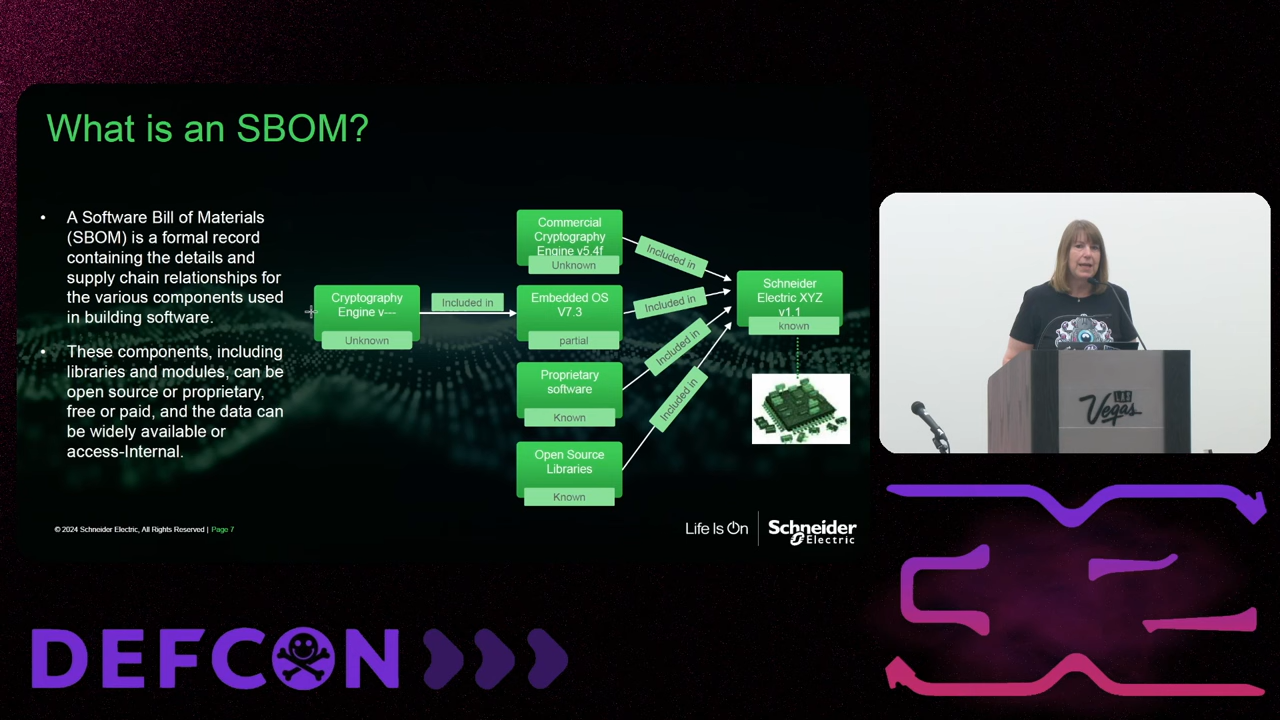 What is an SBOM?
• A Software Bill of Materials
(SBOM) is a formal record
containing the details and
supply chain relationships for
the various components used
in building software.
• These components, including
libraries and modules, can be
open source or proprietary,
free or paid, and the data can
be widely available or
access-Internal.
Cryptography
Engine v---
Unknown
Included in
Commercial
Cryptography
Engine v5.4f
Unknown
Embedded OS
V7.3
partial
Proprietary
software
Known
Open Source
Libraries
Known
Included in
Included in
Included in
Included in
Schneider
Electric XYZ
v1.1
known
© 2024 Schneider Electric, All Rights Reserved | Page 7
Life Is On
Schneider
Electric
LAS
Vegas
DEFCON